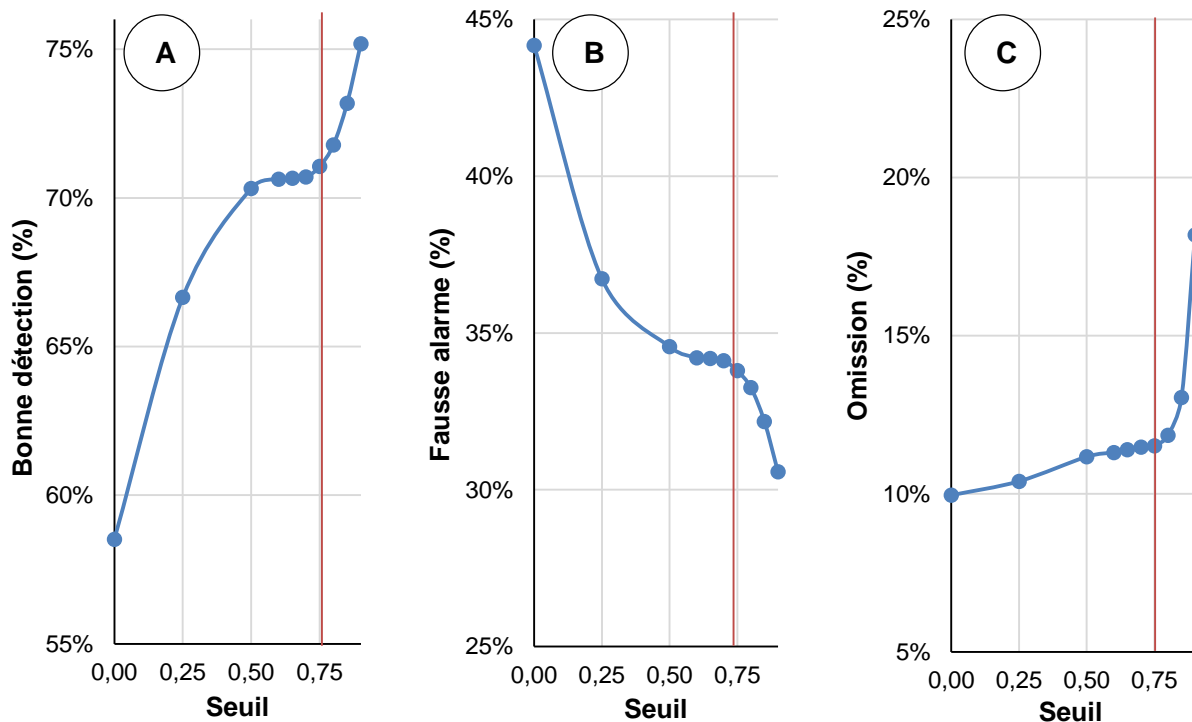 A
Bonne détection (%)
75%
70%
65%
60%
55%
0,00 0,25 0,50 0,75
Seuil
B
Fausse alarme (%)
45%
40%
35%
30%
25%
0,00 0,25 0,50 0,75
Seuil
C
Omission (%)
25%
20%
15%
10%
5%
0,00 0,25 0,50 0,75
Seuil